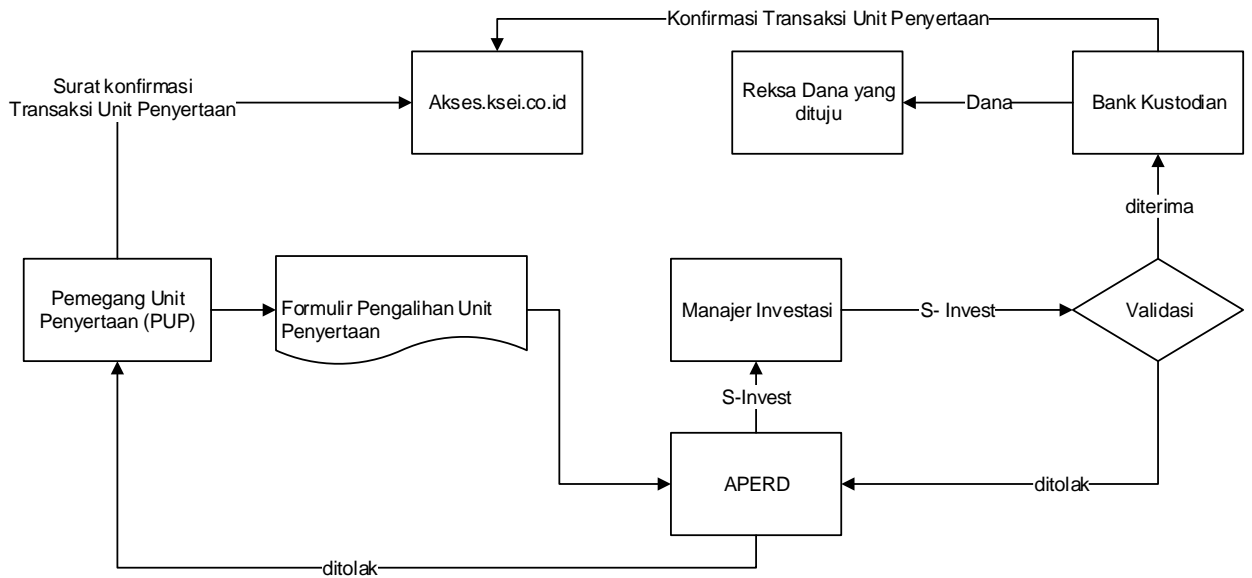 Konfirmasi Transaksi Unit Penyertaan
Surat konfirmasi
Transaksi Unit Penyertaan
Akses.ksei.co.id
Reksa Dana yang
dituju
Dana
Bank Kustodian
diterima
Pemegang Unit
Penyertaan (PUP)
Formulir Pengalihan Unit
Penyertaan
Manajer Investasi
S- Invest
Validasi
S-Invest
APERD
ditolak
ditolak